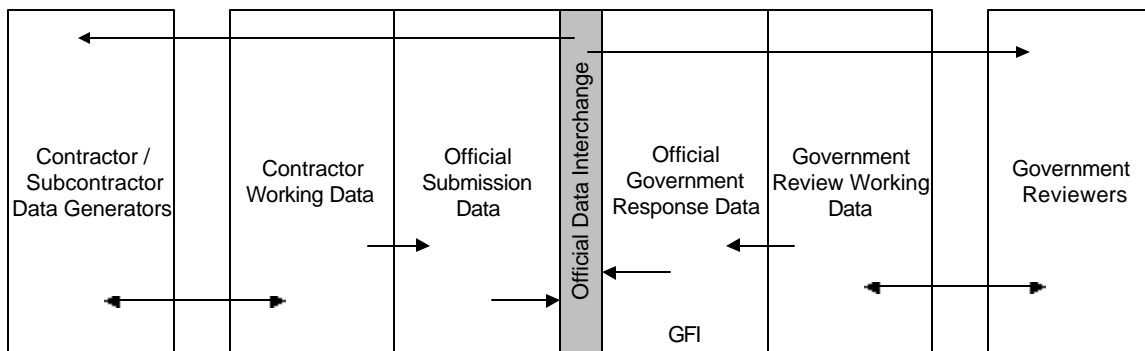 Contractor /
Subcontractor
Data Generators
Contractor
Working Data
Official
Submission
Data
Official Data Interchange
Official
Government
Response Data
GFI
Government
Review Working
Data
Government
Reviewers